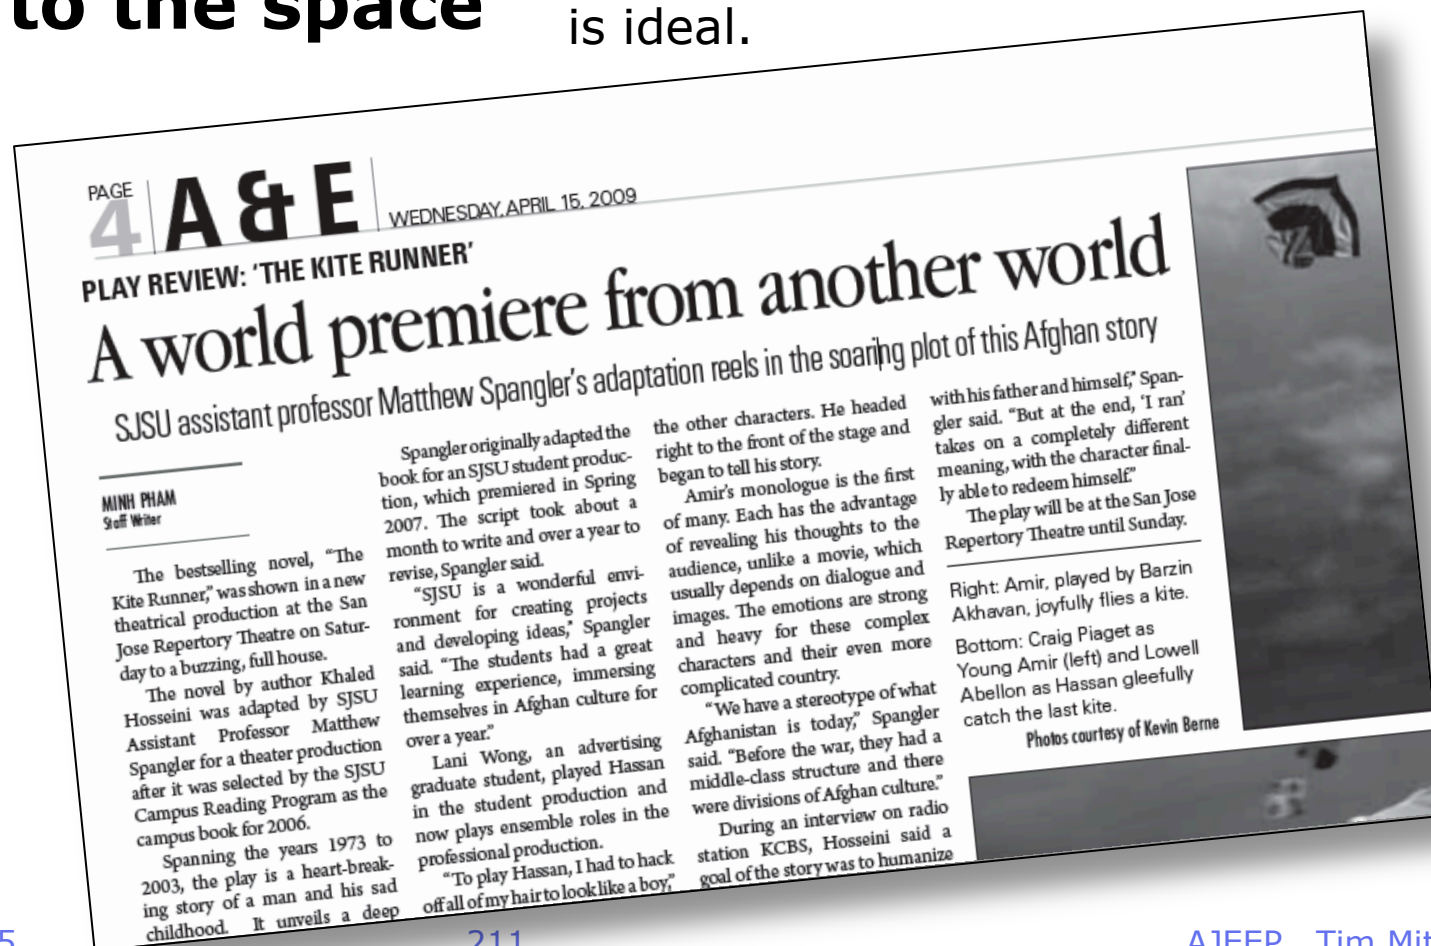 to the space
is ideal.
PAGE
4
A & E
WEDNESDAY, APRIL 15, 2009
PLAY REVIEW: ‘THE KITE RUNNER’
A world premiere from another world
SJSU assistant professor Matthew Spangler’s adaptation reels in the soaring plot of this Afghan story
MINH PHAM
Staff Writer
The bestselling novel, “The
Kite Runner,” was shown in a new
theatrical production at the San
Jose Repertory Theatre on Satur-
day to a buzzing, full house.
The novel by author Khaled
Hosseini was adapted by SJSU
Assistant Professor Matthew
Spangler for a theater production
after it was selected by the SJSU
Campus Reading Program as the
campus book for 2006.
Spanning the years 1973 to
2003, the play is a heart-break-
ing story of a man and his sad
childhood. It unveils a deep
Spangler originally adapted the
book for an SJSU student produc-
tion, which premiered in Spring
2007. The script took about a
month to write and over a year to
revise, Spangler said.
“SJSU is a wonderful envi-
ronment for creating projects
and developing ideas,” Spangler
said. “The students had a great
learning experience, immersing
themselves in Afghan culture for
over a year.”
Lani Wong, an advertising
graduate student, played Hassan
in the student production and
now plays ensemble roles in the
professional production.
“To play Hassan, I had to hack
off all of my hair to look like a boy,”
the other characters. He headed
right to the front of the stage and
began to tell his story.
Amir’s monologue is the first
of many. Each has the advantage
of revealing his thoughts to the
audience, unlike a movie, which
usually depends on dialogue and
images. The emotions are strong
and heavy for these complex
characters and their even more
complicated country.
“We have a stereotype of what
Afghanistan is today,” Spangler
said. “Before the war, they had a
middle-class structure and there
were divisions of Afghan culture.”
During an interview on radio
station KCBS, Hosseini said a
goal of the story was to humanize
with his father and himself,” Span-
gler said. “But at the end, ‘I ran’
takes on a completely different
meaning, with the character final-
ly able to redeem himself.”
The play will be at the San Jose
Repertory Theatre until Sunday.
Right: Amir, played by Barzin
Akhavan, joyfully flies a kite.
Bottom: Craig Piaget as
Young Amir (left) and Lowell
Abellon as Hassan gleefully
catch the last kite.
Photos courtesy of Kevin Berne
5
211
AJEEP Tim Mit